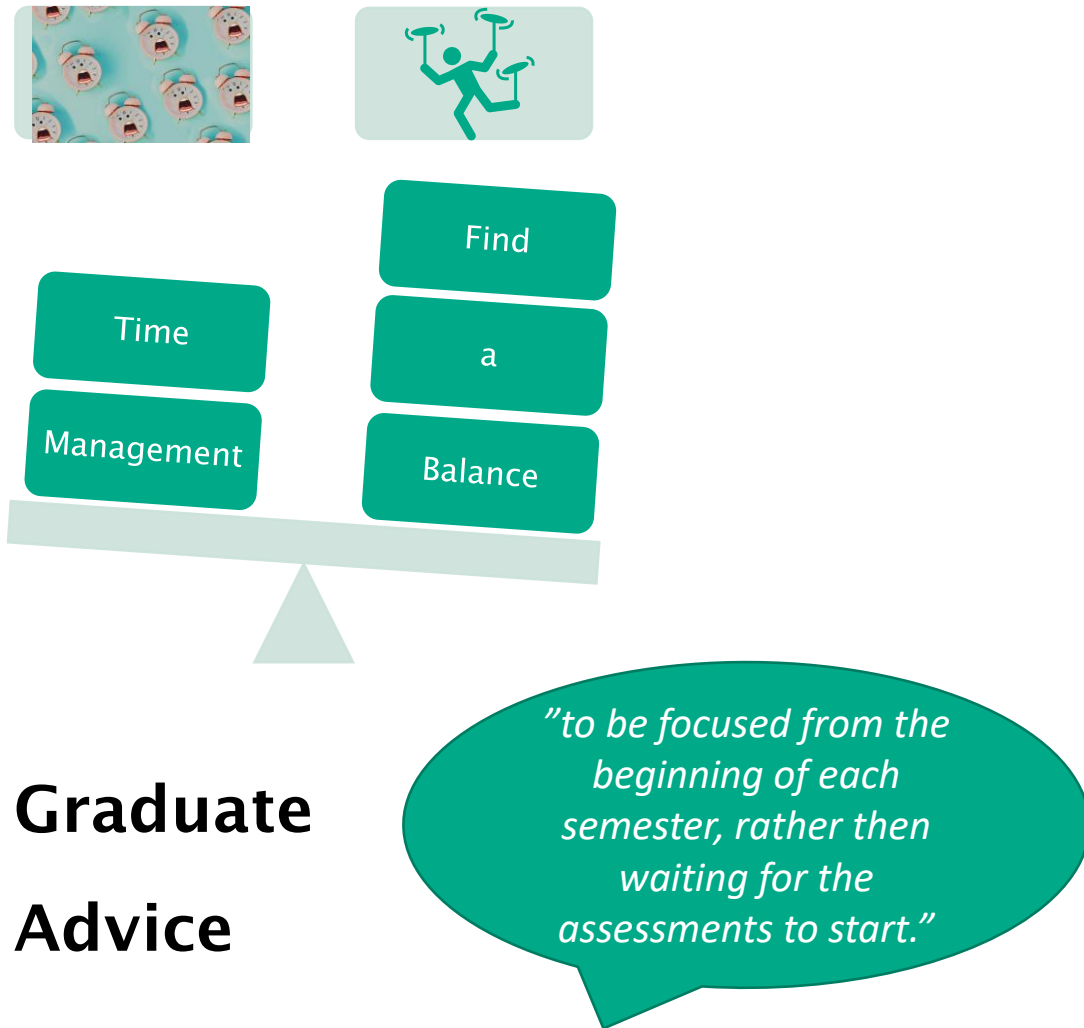 Time
Management
Find
a
Balance
Graduate
Advice
”to be focused from the
beginning of each
semester, rather then
waiting for the
assessments to start.”